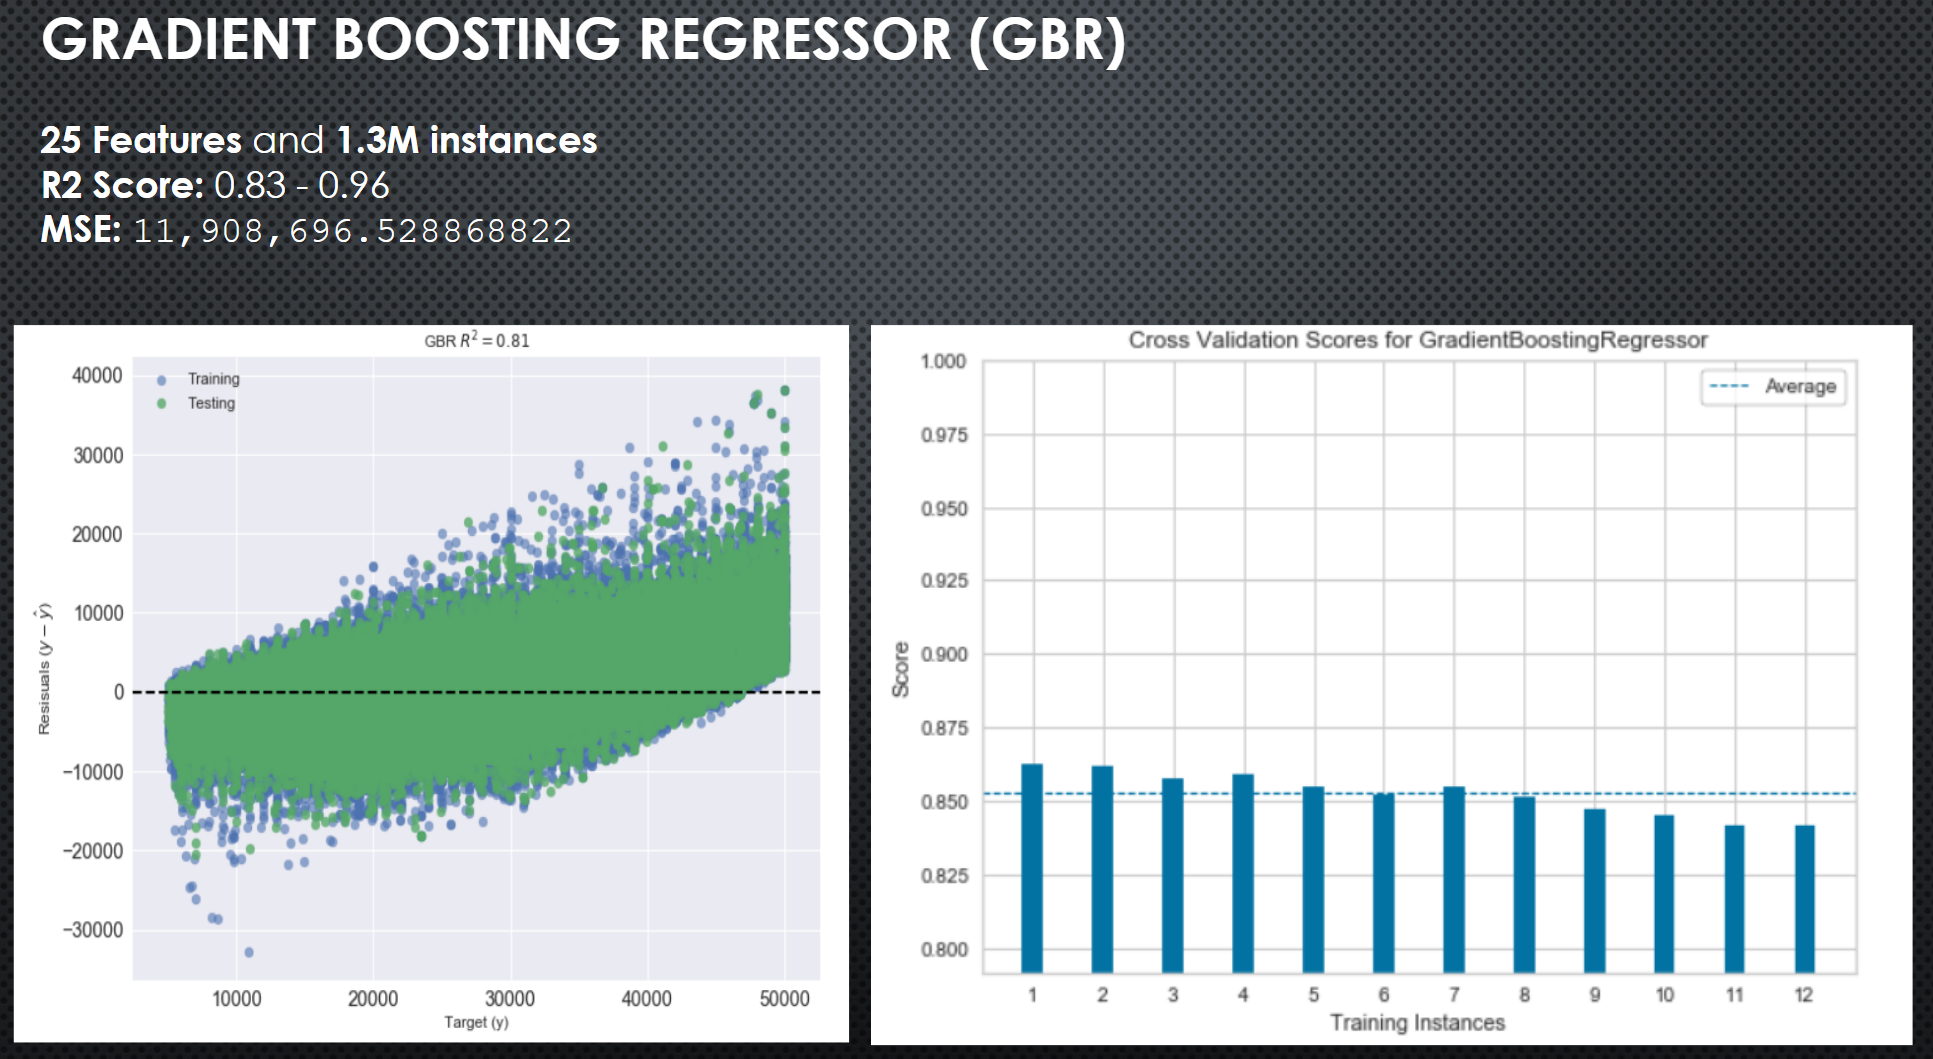 GRADIENT BOOSTING REGRESSOR (GBR)
25 Features and 1.3M instances
R2 Score: 0.83 - 0.96
MSE: 11,908,696.528868822
GBR R² = 0.81
Training
Testing
40000
30000
20000
10000
0
−10000
−20000
−30000
Resisuals (y − ŷ)
10000 20000 30000 40000 50000
Target (y)
Cross Validation Scores for GradientBoostingRegressor
Average
1.000
0.975
0.950
0.925
0.900
0.875
0.850
0.825
0.800
Score
1 2 3 4 5 6 7 8 9 10 11 12
Training Instances